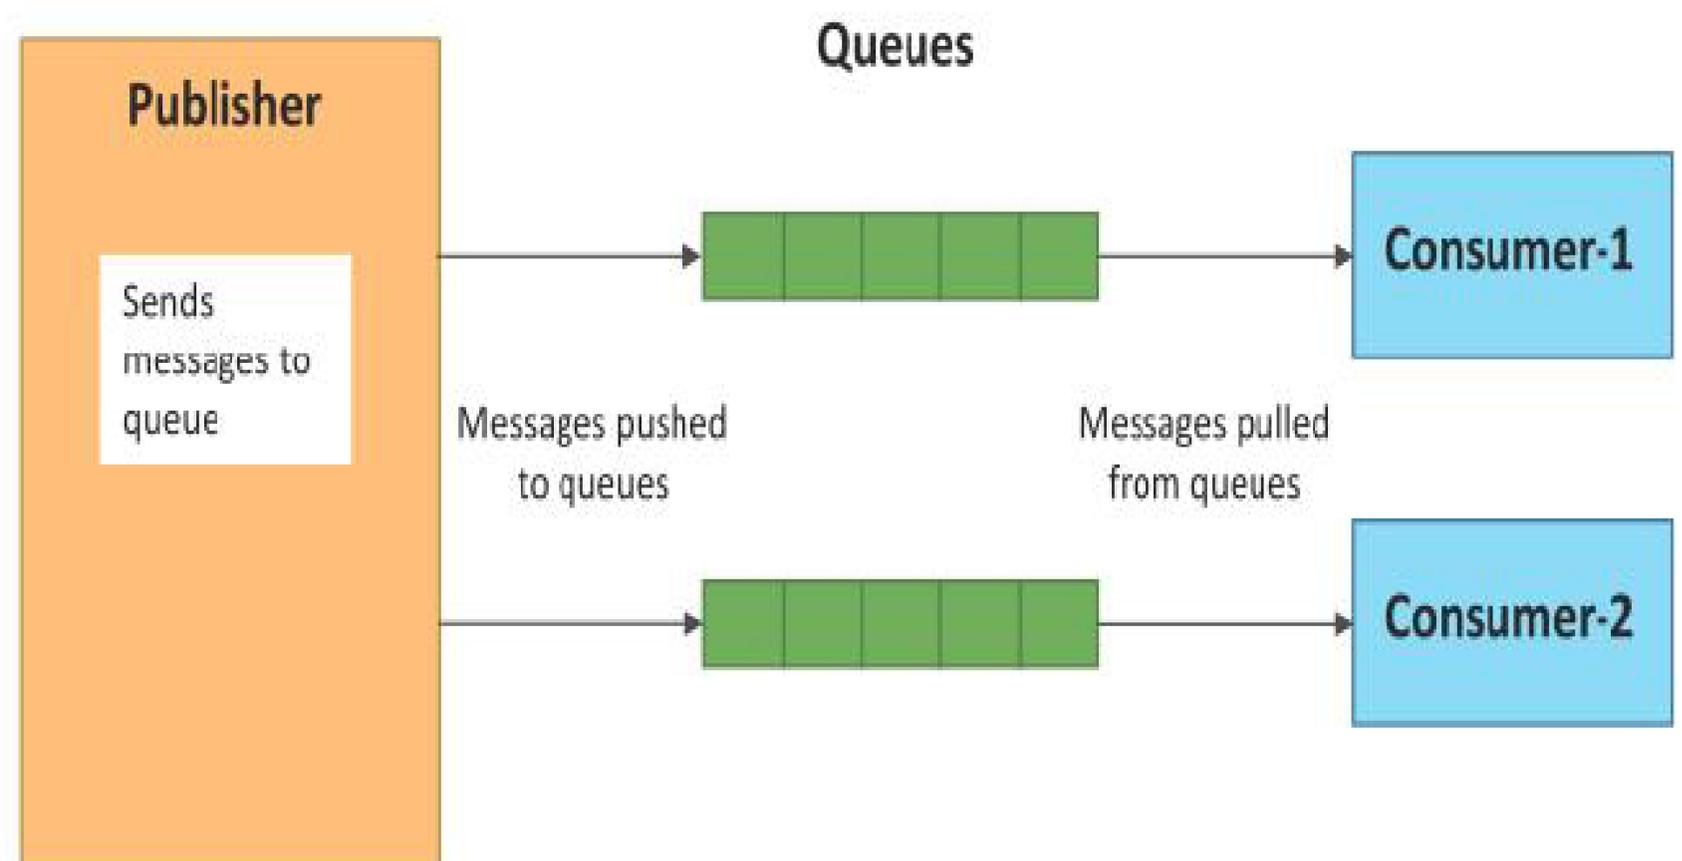 Queues
Publisher
Sends
messages to
queue
Messages pushed
to queues
Messages pulled
from queues
Consumer-1
Consumer-2